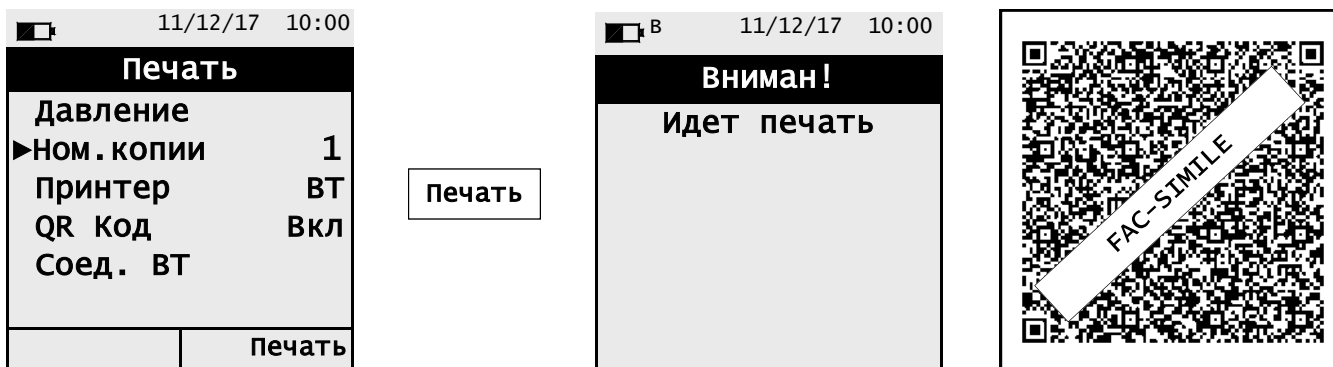 11/12/17 10:00
Печать
Давление
►Ном.копии 1
Принтер BT
QR Код Вкл
Соед. BT
Печать
Печать
B 11/12/17 10:00
Вниман!
Идет печать
FAC-SIMILE